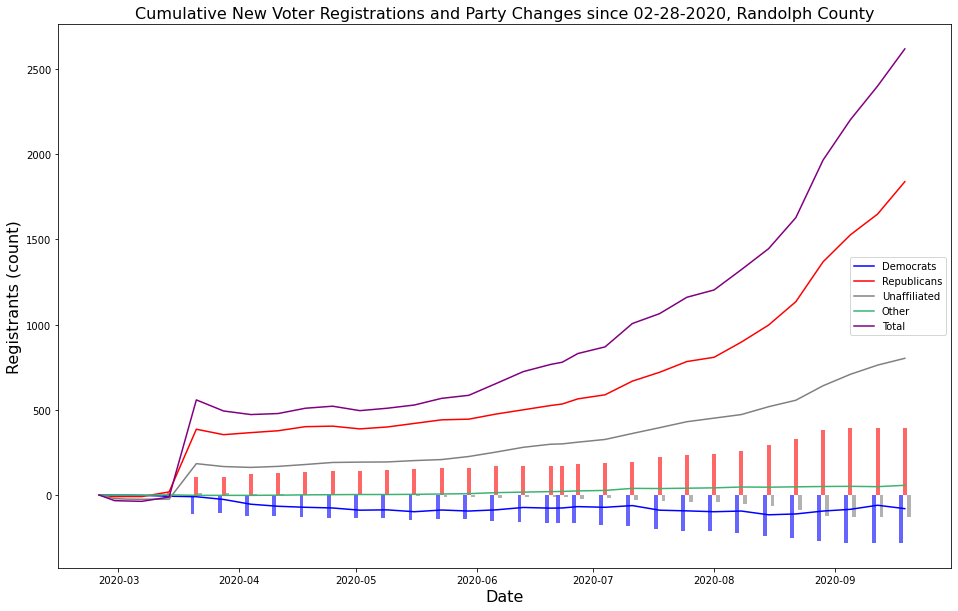 Cumulative New Voter Registrations and Party Changes since 02-28-2020, Randolph County
Registrants (count)
2500
2000
1500
1000
500
0
Democrats
Republicans
Unaffiliated
Other
Total
2020-03
2020-04
2020-05
2020-06
2020-07
2020-08
2020-09
Date